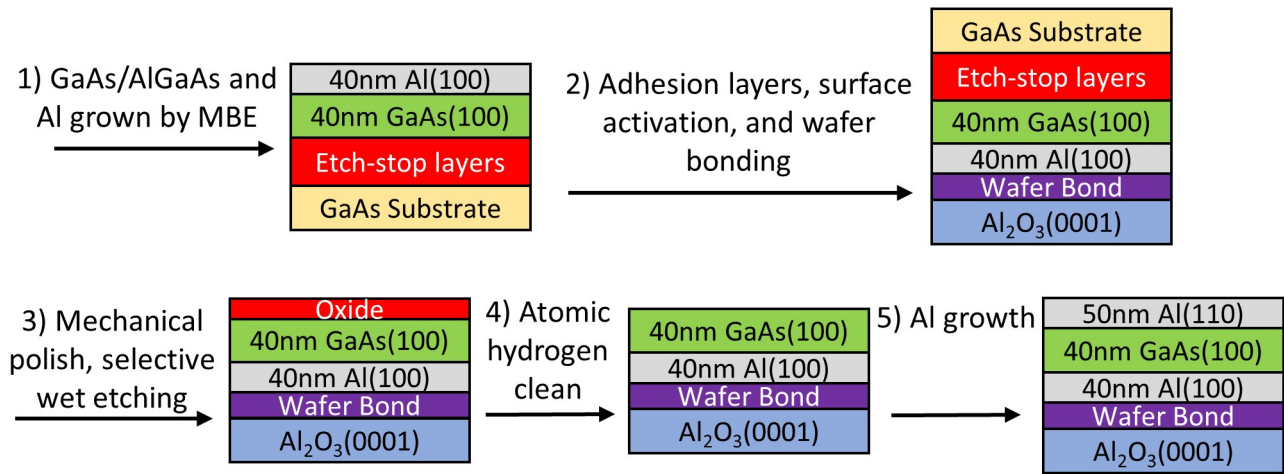 1) GaAs/AlGaAs and
Al grown by MBE
40nm Al(100)
40nm GaAs(100)
Etch-stop layers
GaAs Substrate
2) Adhesion layers, surface
activation, and wafer
bonding
GaAs Substrate
Etch-stop layers
40nm GaAs(100)
40nm Al(100)
Wafer Bond
Al₂O₃(0001)
3) Mechanical
polish, selective
wet etching
Oxide
40nm GaAs(100)
40nm Al(100)
Wafer Bond
Al₂O₃(0001)
4) Atomic
hydrogen
clean
40nm GaAs(100)
40nm Al(100)
Wafer Bond
Al₂O₃(0001)
5) Al growth
50nm Al(110)
40nm GaAs(100)
40nm Al(100)
Wafer Bond
Al₂O₃(0001)